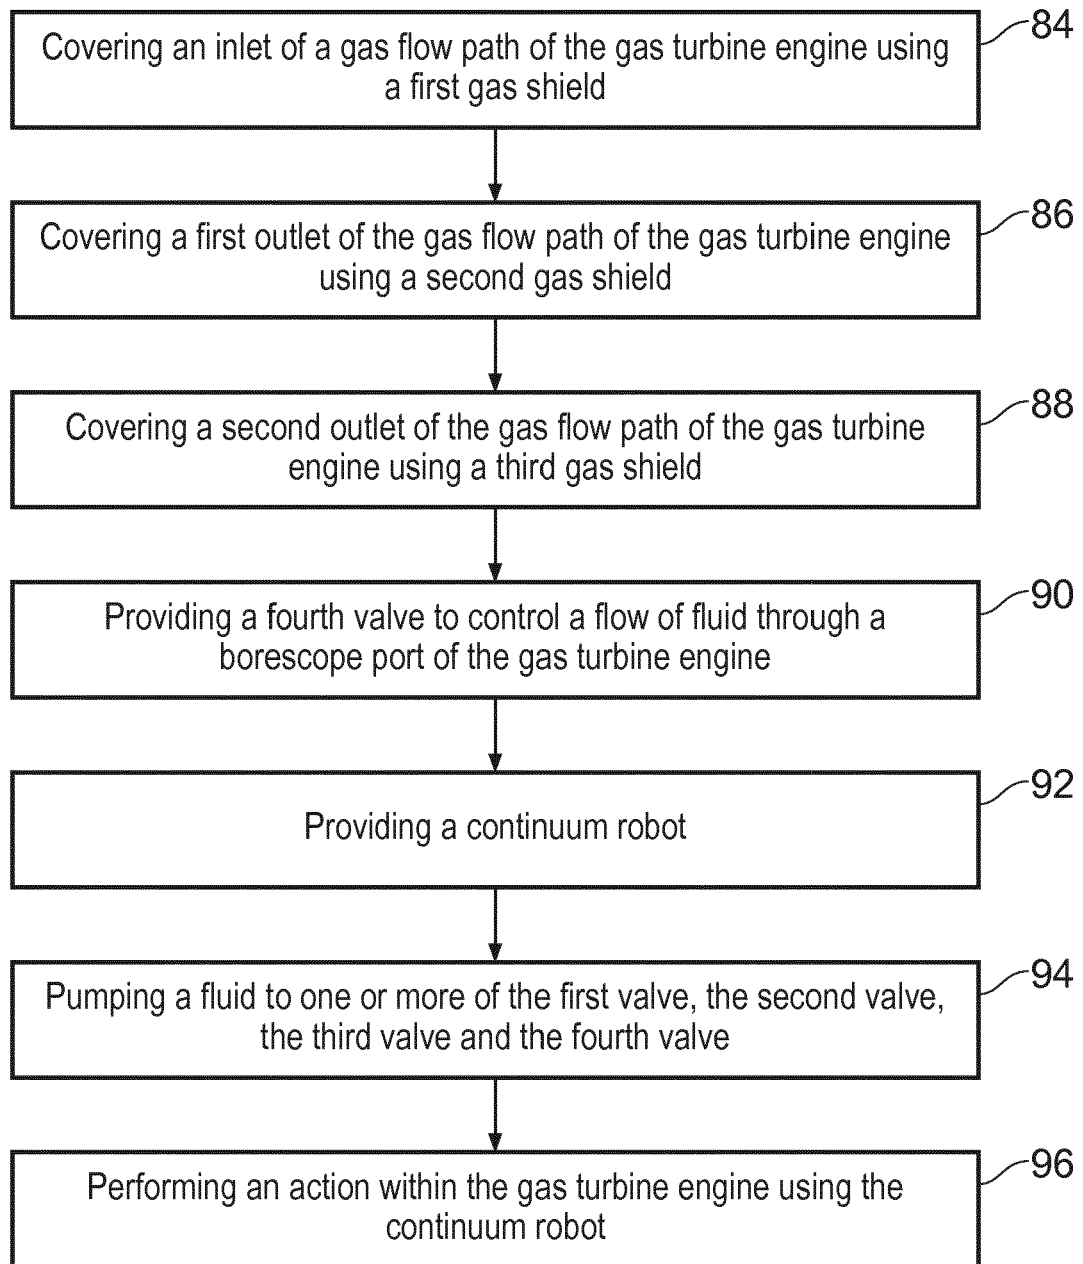 84
Covering an inlet of a gas flow path of the gas turbine engine using
a first gas shield
86
Covering a first outlet of the gas flow path of the gas turbine engine
using a second gas shield
88
Covering a second outlet of the gas flow path of the gas turbine
engine using a third gas shield
90
Providing a fourth valve to control a flow of fluid through a
borescope port of the gas turbine engine
92
Providing a continuum robot
94
Pumping a fluid to one or more of the first valve, the second valve,
the third valve and the fourth valve
96
Performing an action within the gas turbine engine using the
continuum robot